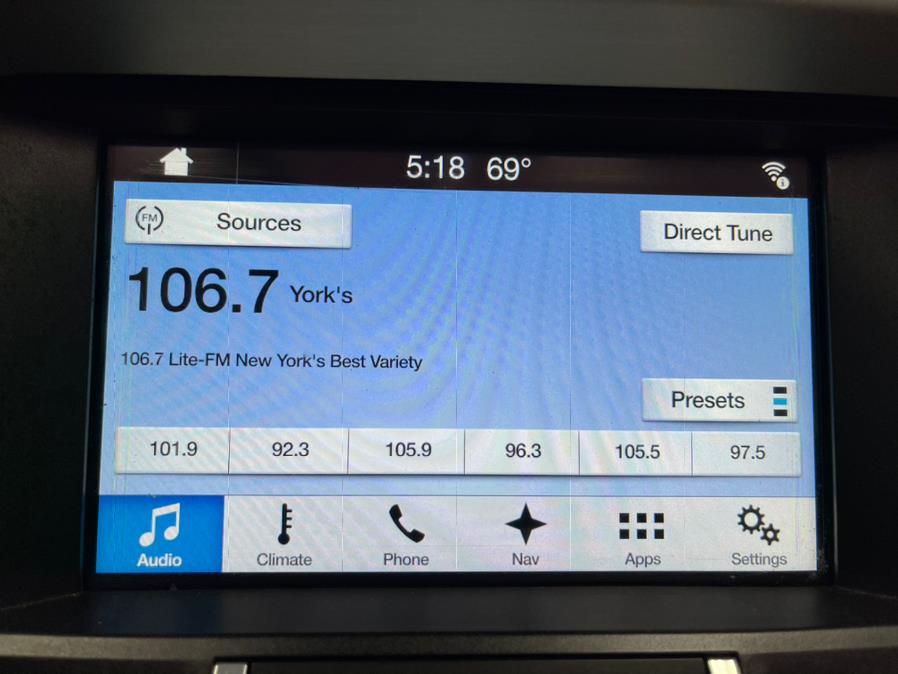 5:18 69°
FM Sources
Direct Tune
106.7 York's
106.7 Lite-FM New York's Best Variety
Presets
101.9 92.3 105.9 96.3 105.5 97.5
Audio Climate Phone Nav Apps Settings